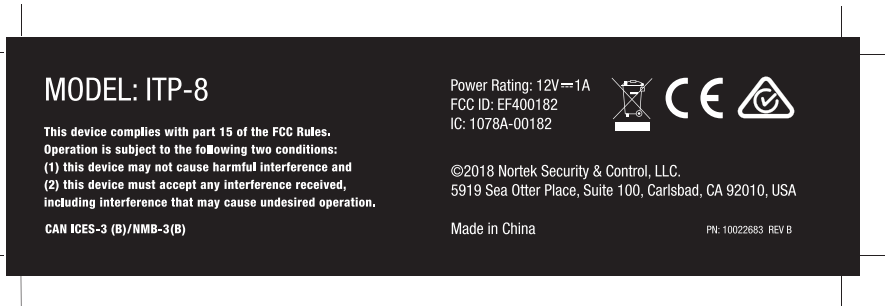 MODEL: ITP-8
This device complies with part 15 of the FCC Rules.
Operation is subject to the following two conditions:
(1) this device may not cause harmful interference and
(2) this device must accept any interference received,
including interference that may cause undesired operation.
CAN ICES-3 (B)/NMB-3(B)
Power Rating: 12V⎓1A
FCC ID: EF400182
IC: 1078A-00182
CE
©2018 Nortek Security & Control, LLC.
5919 Sea Otter Place, Suite 100, Carlsbad, CA 92010, USA
Made in China
PN: 10022683 REV B